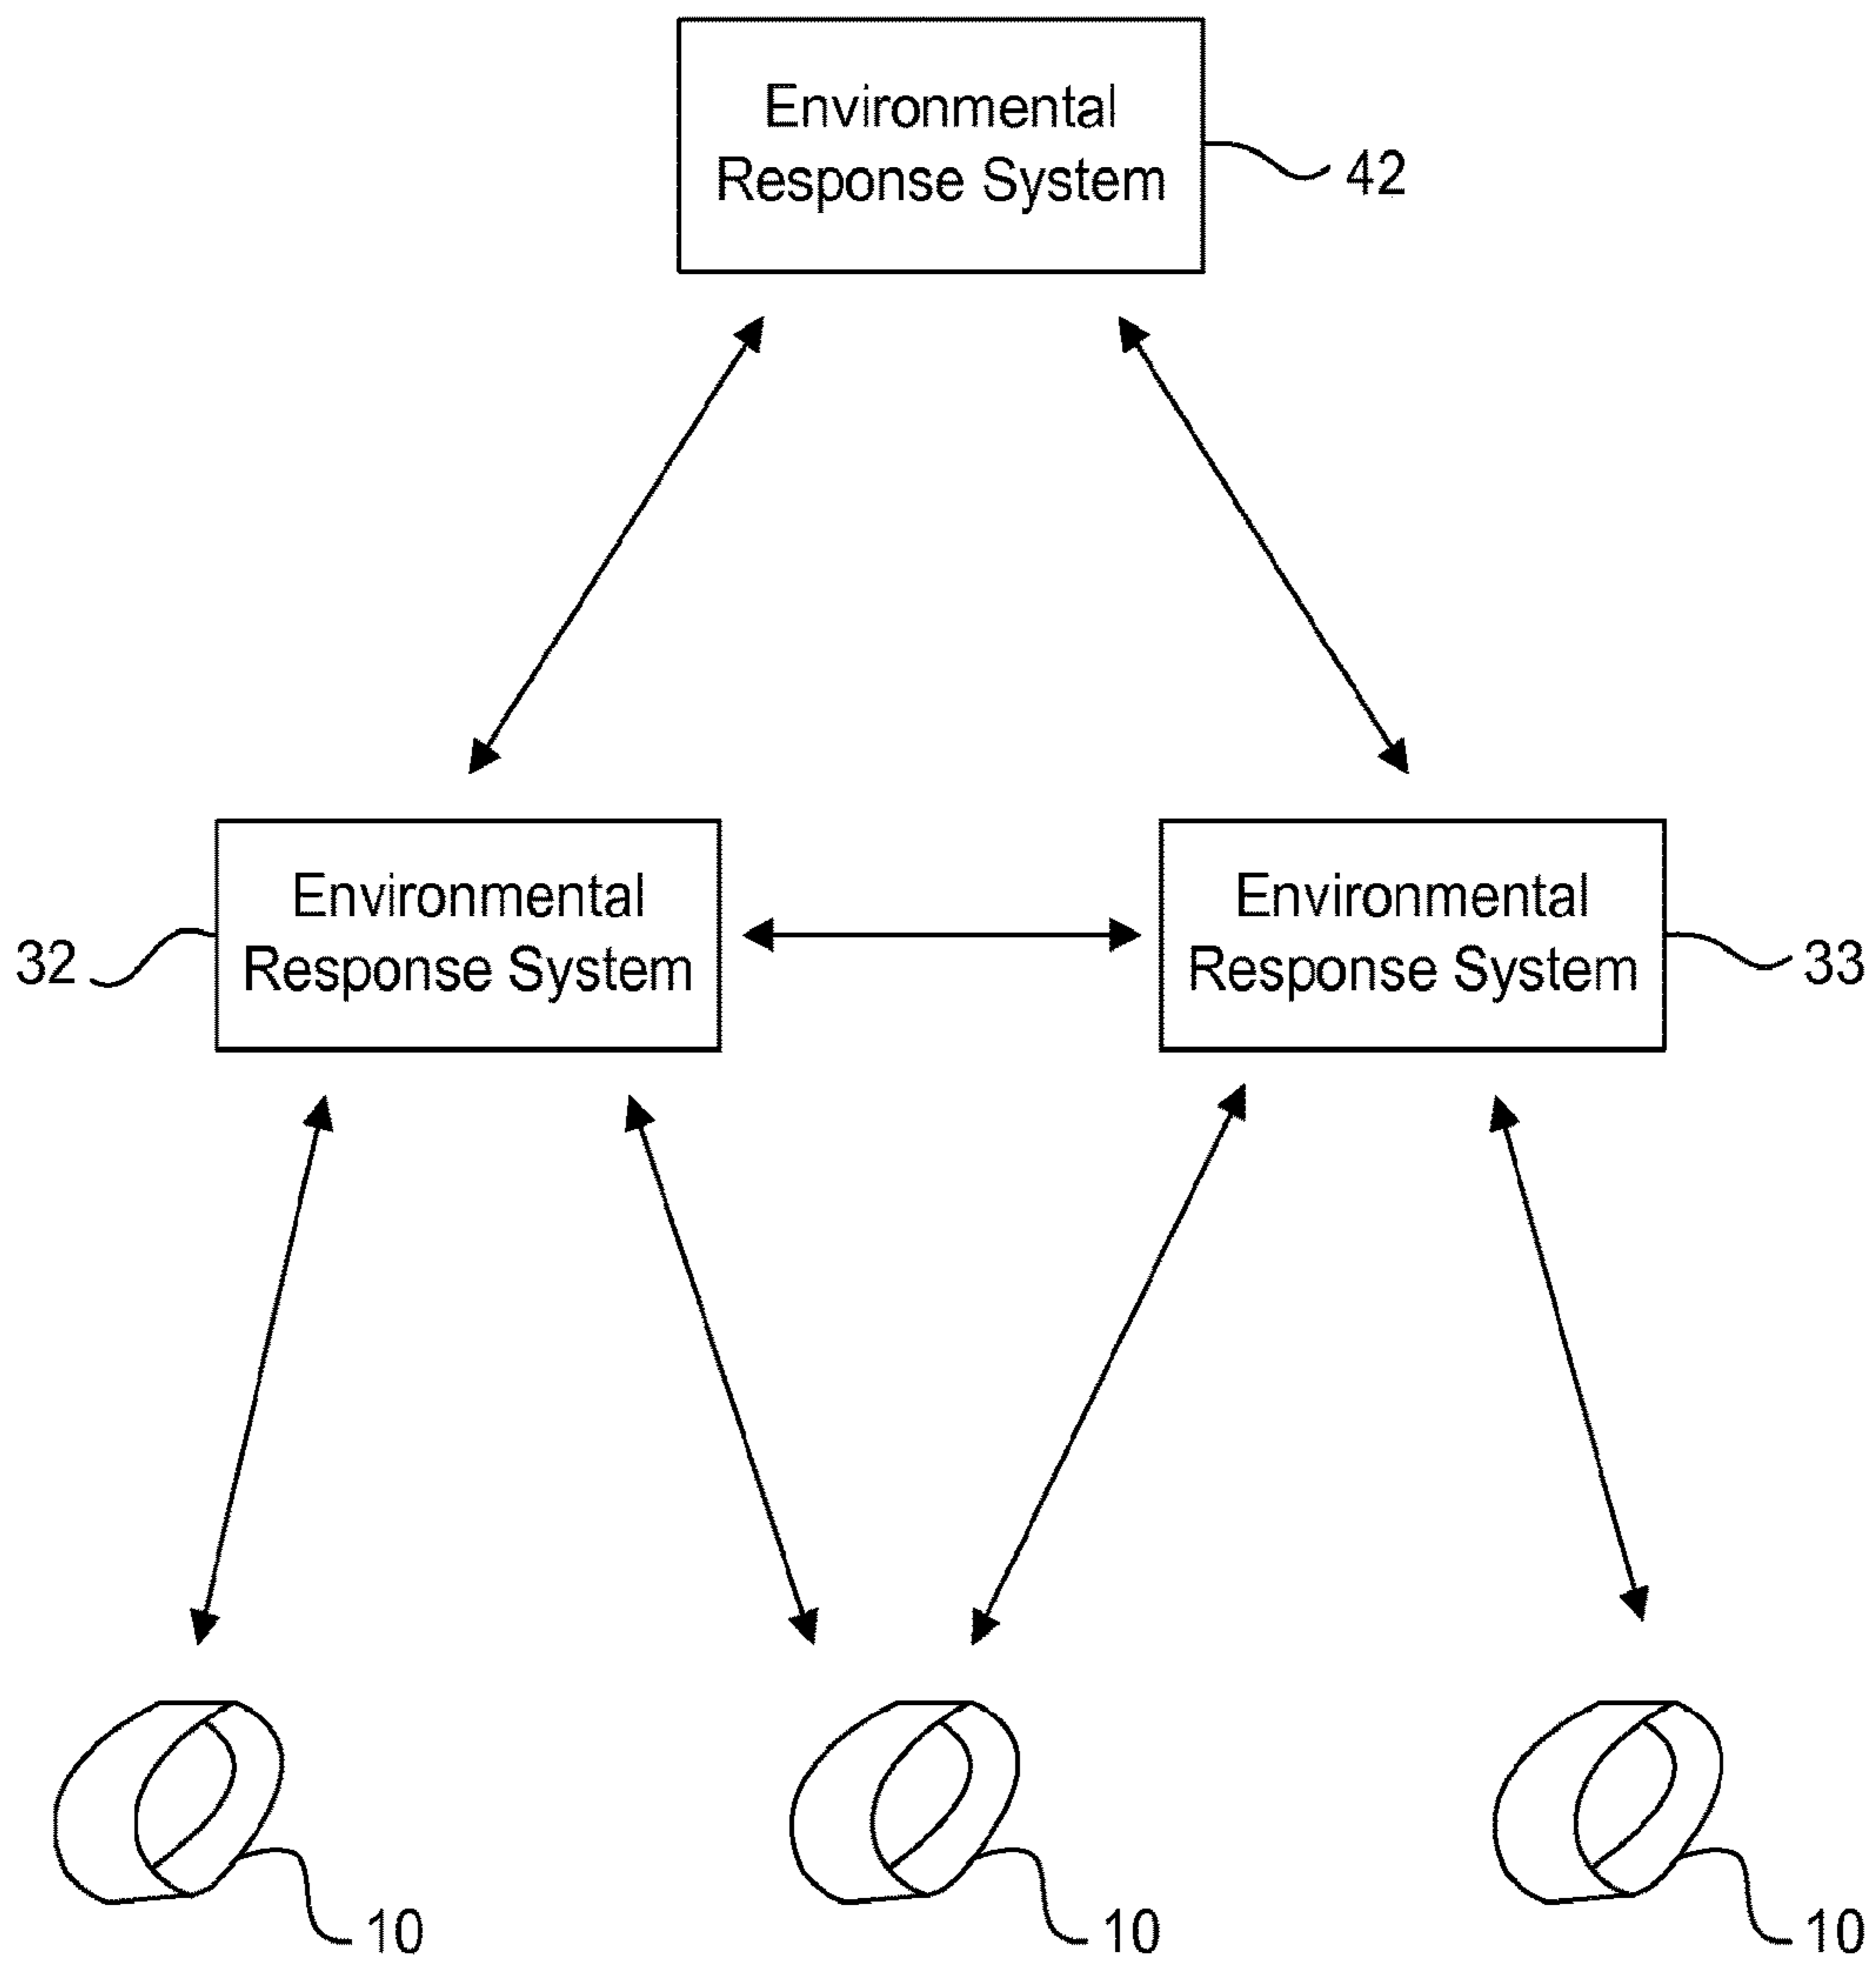 Environmental
Response System
42
Environmental
Response System
32
Environmental
Response System
33
10
10
10